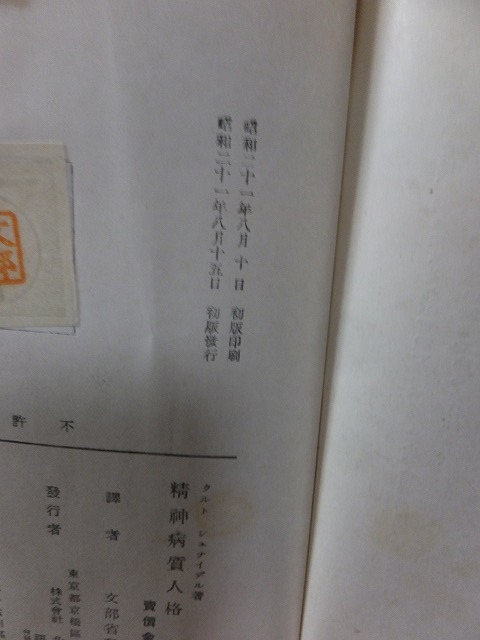 昭和二十一年八月十日 初版印刷
昭和二十一年八月十五日 初版發行
不許
クルト シュナイデル著
精神病質人格
賣價金
譯者 文部省
發行者
東京都京橋區
株式會社